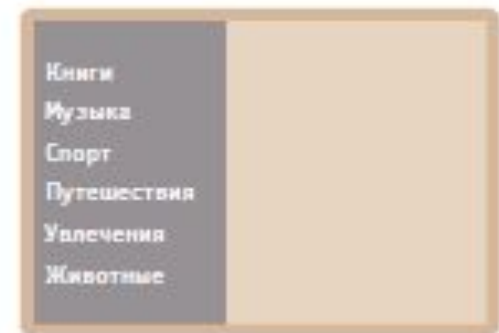 Книги
Музыка
Спорт
Путешествия
Увлечения
Животные